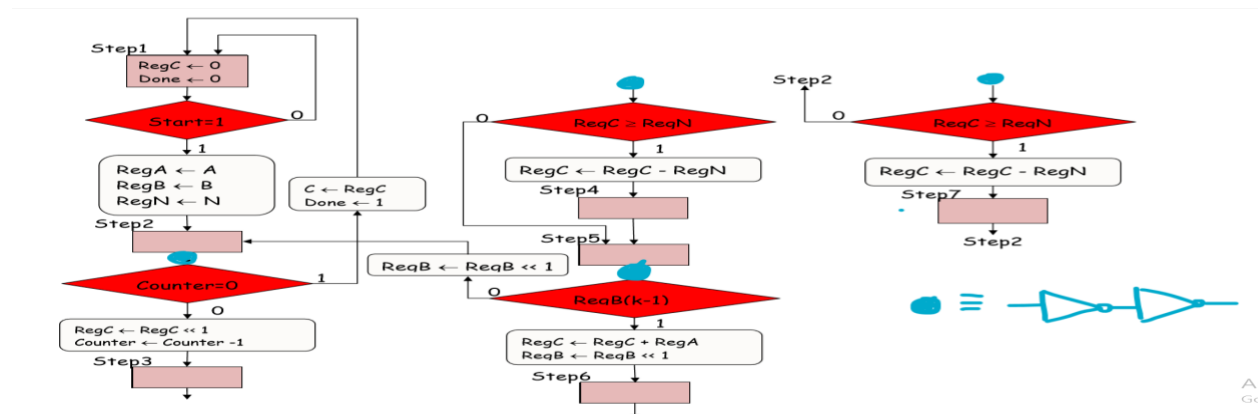 Step1
RegC ← 0
Done ← 0
Start=1
0
1
RegA ← A
RegB ← B
RegN ← N
C ← RegC
Done ← 1
Step2
Counter=0
1
0
RegC ← RegC << 1
Counter ← Counter -1
Step3
RegC ≥ RegN
0
1
RegC ← RegC - RegN
Step4
Step5
RegB ← RegB << 1
0
RegB(k-1)
1
RegC ← RegC + RegA
RegB ← RegB << 1
Step6
Step2
0
RegC ≥ RegN
1
RegC ← RegC - RegN
Step7
Step2
≡
A
Go